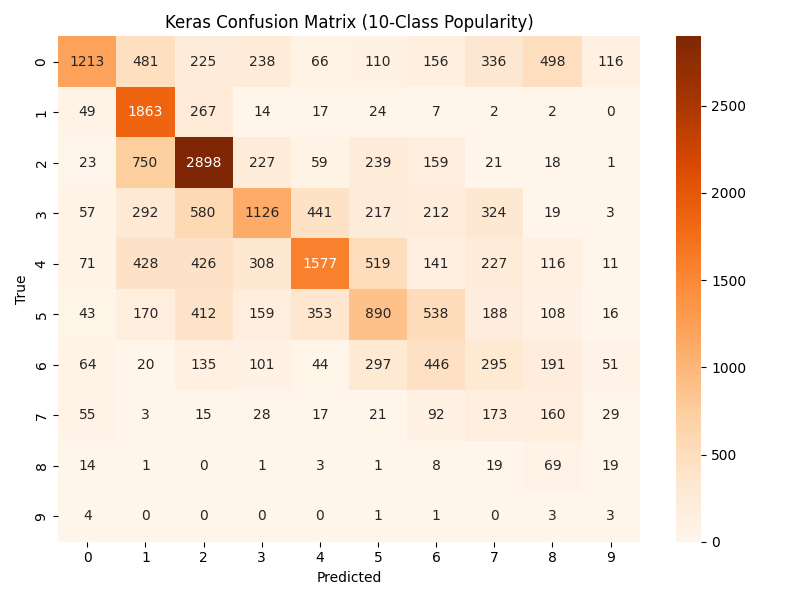 Keras Confusion Matrix (10-Class Popularity)
0 1213 481 225 238 66 110 156 336 498 116
1 49 1863 267 14 17 24 7 2 2 0
2 23 750 2898 227 59 239 159 21 18 1
3 57 292 580 1126 441 217 212 324 19 3
4 71 428 426 308 1577 519 141 227 116 11
5 43 170 412 159 353 890 538 188 108 16
6 64 20 135 101 44 297 446 295 191 51
7 55 3 15 28 17 21 92 173 160 29
8 14 1 0 1 3 1 8 19 69 19
9 4 0 0 0 0 1 1 0 3 3
0 1 2 3 4 5 6 7 8 9
Predicted
True
2500
2000
1500
1000
500
0